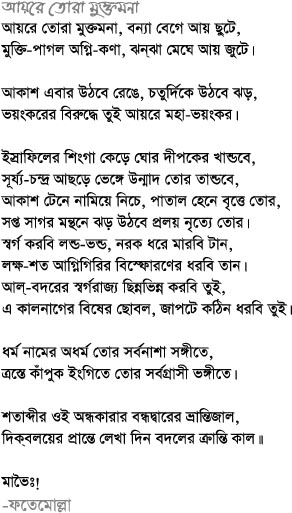 আয়রে তোরা মুক্তমনা
আয়রে তোরা মুক্তমনা, বন্যা বেগে আয় ছুটে,
মুক্তি-পাগল অগ্নি-কণা, ঝন্‌ঝা মেঘে আয় জুটে।
আকাশ এবার উঠবে রেঙে, চতুর্দিকে উঠবে ঝড়,
ভয়ংকরের বিরুদ্ধে তুই আয়রে মহা-ভয়ংকর।
ইস্রাফিলের শিংগা কেড়ে ঘোর দীপকের খান্ডবে,
সূর্য্য-চন্দ্র আছড়ে ভেঙ্গে উন্মাদ তোর তান্ডবে,
আকাশ টেনে নামিয়ে নিচে, পাতাল হেনে বৃত্তে তোর,
সপ্ত সাগর মন্থনে ঝড় উঠবে প্রলয় নৃত্যে তোর।
স্বর্গ করবি লন্ড-ভন্ড, নরক ধরে মারবি টান,
লক্ষ-শত আগ্নিগিরির বিস্ফোরণের ধরবি তান।
আল্-বদরের স্বর্গরাজ্য ছিন্নভিন্ন করবি তুই,
এ কালনাগের বিষের ছোবল, জাপটে কঠিন ধরবি তুই।
ধর্ম নামের অধর্ম তোর সর্বনাশা সঙ্গীতে,
ত্রস্তে কাঁপুক ইংগিতে তোর সর্বগ্রাসী ভঙ্গীতে।
শতাব্দীর ওই অন্ধকারার বন্ধদ্বারের ভ্রান্তিজাল,
দিক্‌বলয়ের প্রান্তে লেখা দিন বদলের ক্রান্তি কাল॥
মাভৈঃ!
-ফতেমোল্লা